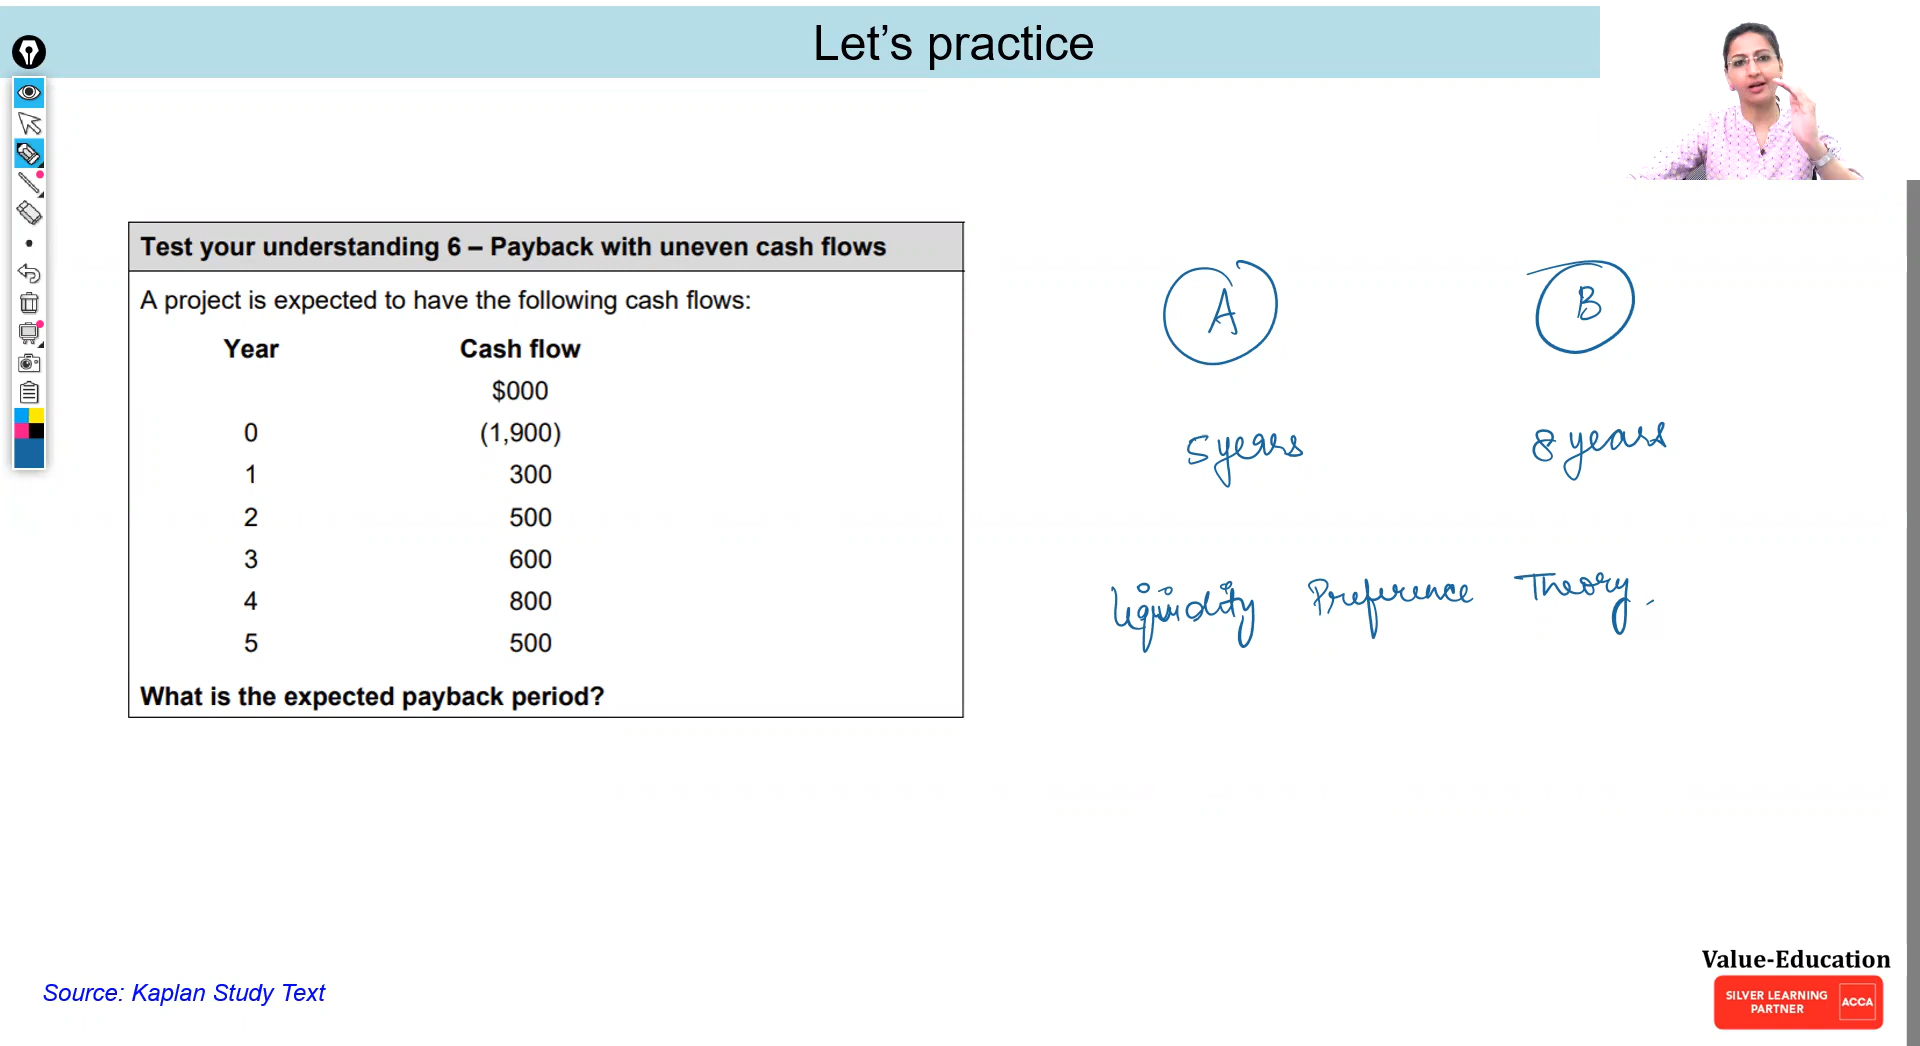 Let's practice
Test your understanding 6 – Payback with uneven cash flows
A project is expected to have the following cash flows:
Year Cash flow
$000
0 (1,900)
1 300
2 500
3 600
4 800
5 500
What is the expected payback period?
A B
5 years 8 years
Liquidity Preference Theory.
Source: Kaplan Study Text
Value-Education
SILVER LEARNING
PARTNER
ACCA